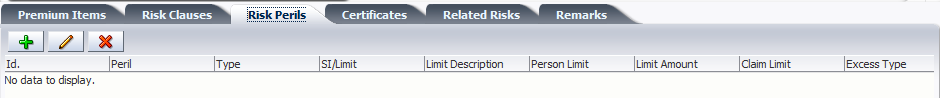 Premium Items Risk Clauses Risk Perils Certificates Related Risks Remarks
Id. Peril Type SI/Limit Limit Description Person Limit Limit Amount Claim Limit Excess Type
No data to display.